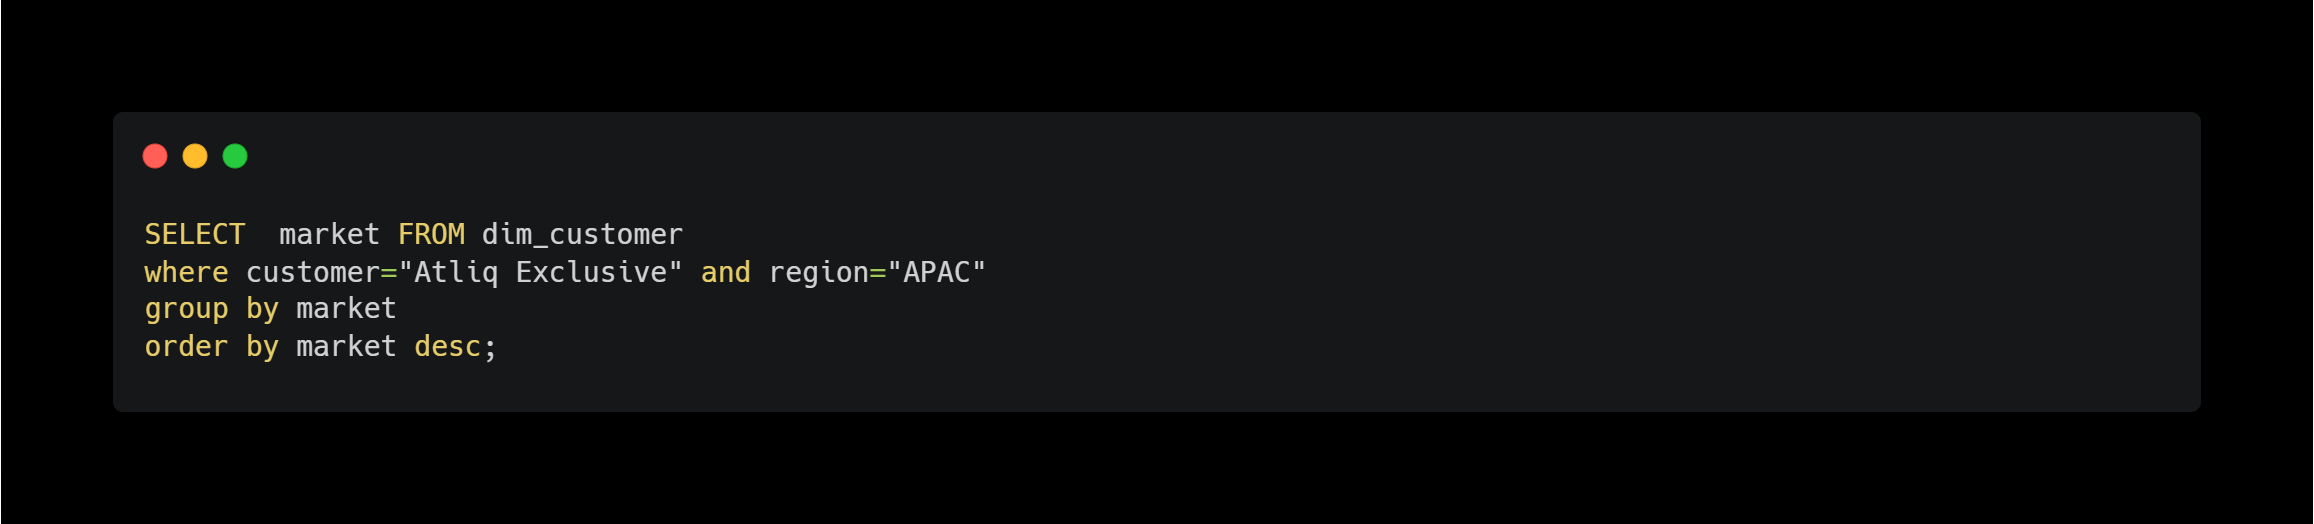 SELECT  market FROM dim_customer
where customer="Atliq Exclusive" and region="APAC"
group by market
order by market desc;